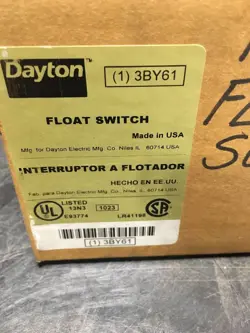 Dayton
(1) 3BY61
FLOAT SWITCH
Made in USA
Mfg. for Dayton Electric Mfg. Co. Niles IL 60714 USA
INTERRUPTOR A FLOTADOR
HECHO EN EE.UU
Fab. para Dayton Electric Mfg. Co. Niles, IL 60714 USA
UL
LISTED
13N3
1023
E93774
LR41198
(1) 3BY61